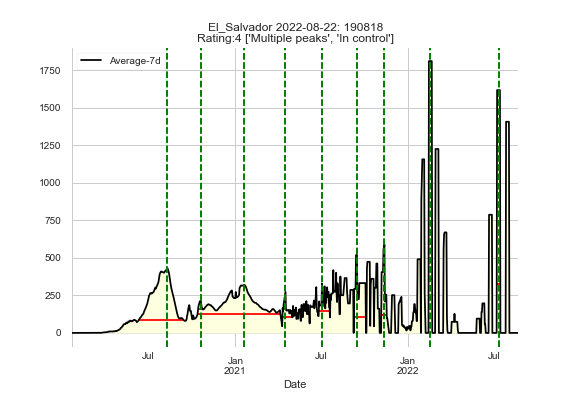 El_Salvador 2022-08-22: 190818
Rating:4 ['Multiple peaks', 'In control']
Average-7d
1750
1500
1250
1000
750
500
250
0
Jul
Jan
2021
Jul
Jan
2022
Jul
Date